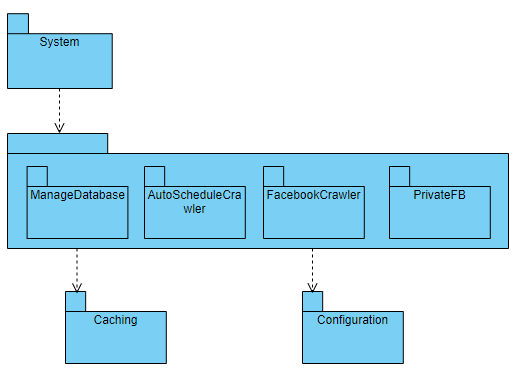 System
ManageDatabase
AutoScheduleCra
wler
FacebookCrawler
PrivateFB
Caching
Configuration